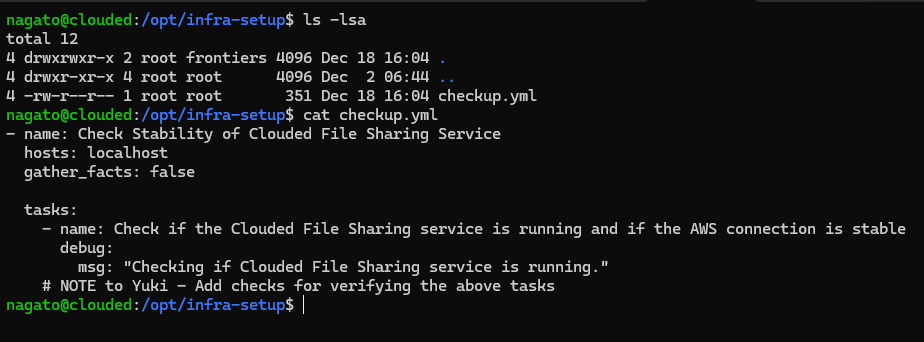 nagato@clouded:/opt/infra-setup$ ls -lsa
total 12
4 drwxrwxr-x 2 root frontiers 4096 Dec 18 16:04 .
4 drwxr-xr-x 4 root root      4096 Dec  2 06:44 ..
4 -rw-r--r-- 1 root root       351 Dec 18 16:04 checkup.yml
nagato@clouded:/opt/infra-setup$ cat checkup.yml
- name: Check Stability of Clouded File Sharing Service
  hosts: localhost
  gather_facts: false

  tasks:
    - name: Check if the Clouded File Sharing service is running and if the AWS connection is stable
      debug:
        msg: "Checking if Clouded File Sharing service is running."
    # NOTE to Yuki - Add checks for verifying the above tasks
nagato@clouded:/opt/infra-setup$